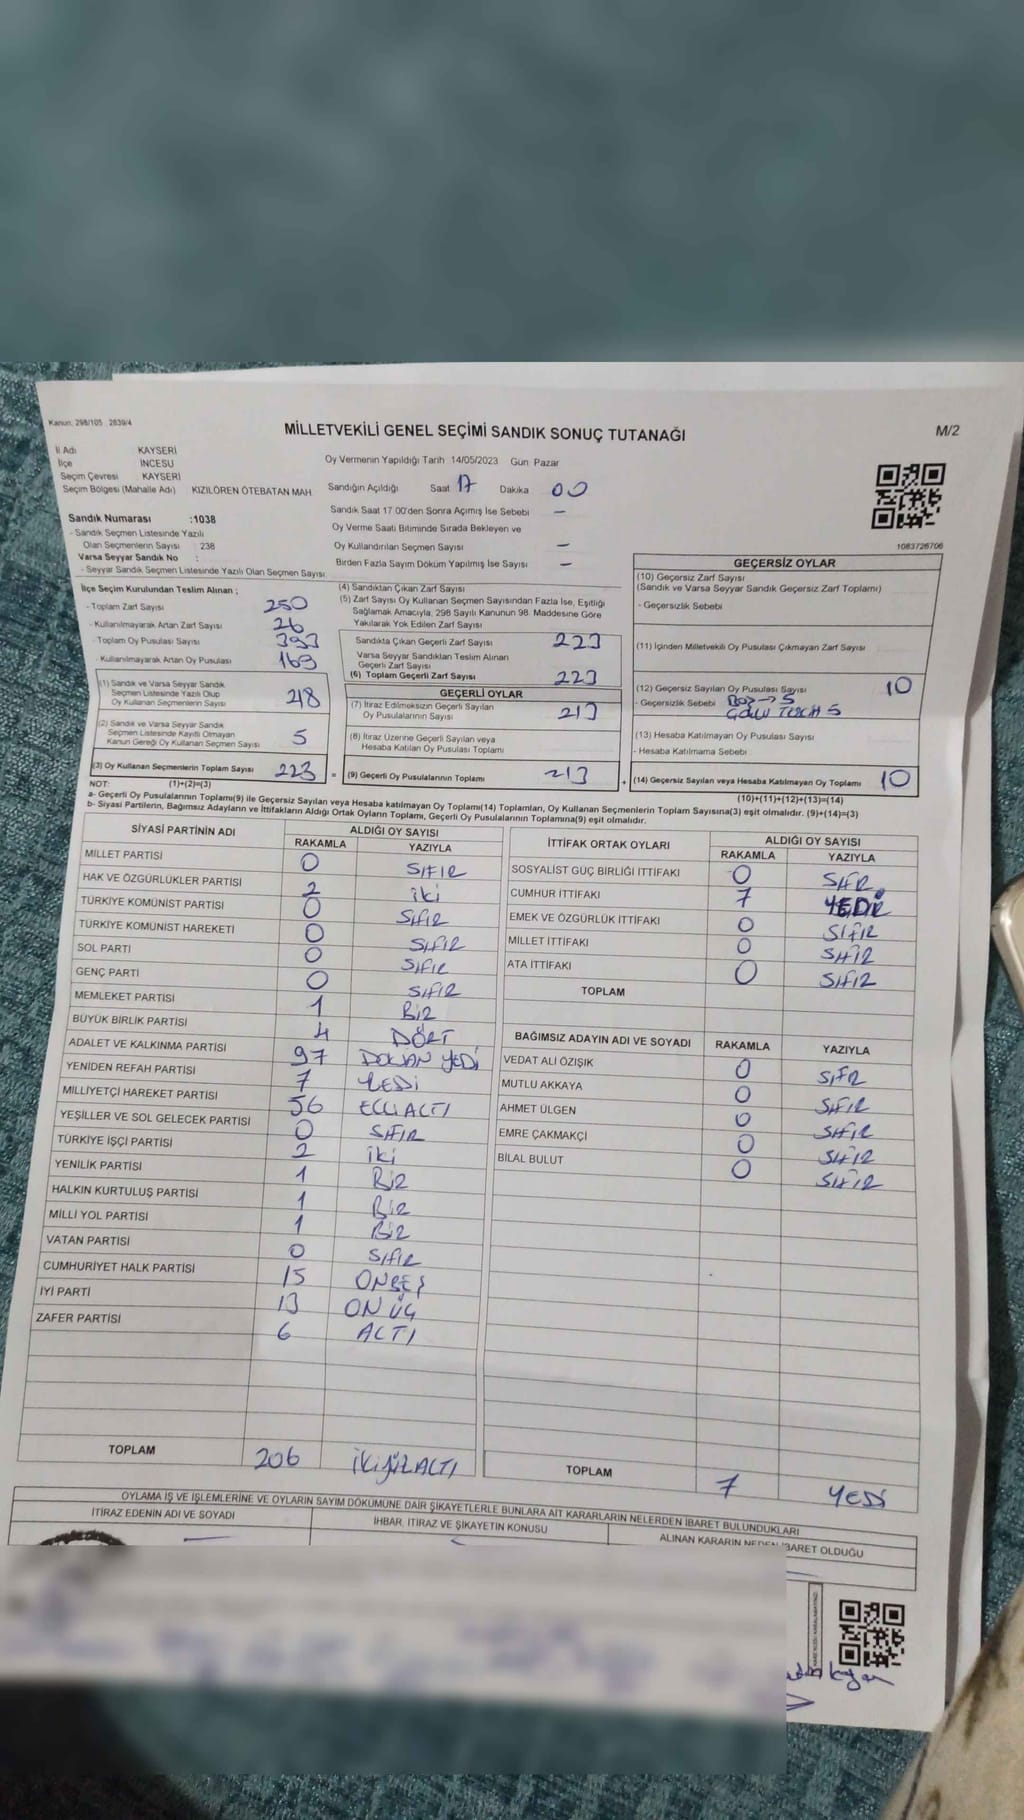 Kanun: 298/105 , 2839/4
MİLLETVEKİLİ GENEL SEÇİMİ SANDIK SONUÇ TUTANAĞI
M/2
İl Adı KAYSERİ
İlçe İNCESU
Seçim Çevresi : KAYSERİ
Seçim Bölgesi (Mahalle Adı) KIZILÖREN ÖTEBATAN MAH
Oy Vermenin Yapıldığı Tarih 14/05/2023 Gün Pazar
Sandığın Açıldığı Saat 17 Dakika 00
Sandık Saat 17 00'den Sonra Açımış İse Sebebi –
Oy Verme Saati Bitiminde Sırada Bekleyen ve
Oy Kullandırılan Seçmen Sayısı –
Birden Fazla Sayım Döküm Yapılmış İse Sayısı –
1083726706
Sandık Numarası :1038
- Sandık Seçmen Listesinde Yazılı
Olan Seçmenlerin Sayısı : 238
Varsa Seyyar Sandık No :
- Seyyar Sandık Seçmen Listesinde Yazılı Olan Seçmen Sayısı
İlçe Seçim Kurulundan Teslim Alınan ;
- Toplam Zarf Sayısı 250
- Kullanılmayarak Artan Zarf Sayısı 26
- Toplam Oy Pusulası Sayısı 393
- Kullanılmayarak Artan Oy Pusulası 169
(1) Sandık ve Varsa Seyyar Sandık
Seçmen Listesinde Yazılı Olup
Oy Kullanan Seçmenlerin Sayısı 218
(2) Sandık ve Varsa Seyyar Sandık
Seçmen Listesinde Kayıtlı Olmayan
Kanun Gereği Oy Kullanan Seçmen Sayısı 5
(3) Oy Kullanan Seçmenlerin Toplam Sayısı 223
(4) Sandıktan Çıkan Zarf Sayısı
(5) Zarf Sayısı Oy Kullanan Seçmen Sayısından Fazla İse, Eşitliği
Sağlamak Amacıyla, 298 Sayılı Kanunun 98. Maddesine Göre
Yakılarak Yok Edilen Zarf Sayısı
Sandıkta Çıkan Geçerli Zarf Sayısı 223
Varsa Seyyar Sandıktan Teslim Alınan
Geçerli Zarf Sayısı
(6) Toplam Geçerli Zarf Sayısı 223
GEÇERLİ OYLAR
(7) İtiraz Edilmeksizin Geçerli Sayılan
Oy Pusulalarının Sayısı 213
(8) İtiraz Üzerine Geçerli Sayılan veya
Hesaba Katılan Oy Pusulası Toplamı
= (9) Geçerli Oy Pusulalarının Toplamı 213 +
GEÇERSİZ OYLAR
(10) Geçersiz Zarf Sayısı
(Sandık ve Varsa Seyyar Sandık Geçersiz Zarf Toplamı)
- Geçersizlik Sebebi
(11) İçinden Milletvekili Oy Pusulası Çıkmayan Zarf Sayısı
(12) Geçersiz Sayılan Oy Pusulası Sayısı 10
- Geçersizlik Sebebi BOŞ → 5
5
(13) Hesaba Katılmayan Oy Pusulası Sayısı
- Hesaba Katılmama Sebebi
(14) Geçersiz Sayılan veya Hesaba Katılmayan Oy Toplamı 10
NOT: (1)+(2)=(3)
(10)+(11)+(12)+(13)=(14)
a- Geçerli Oy Pusulalarının Toplamı(9) ile Geçersiz Sayılan veya Hesaba katılmayan Oy Toplamı(14) Toplamları, Oy Kullanan Seçmenlerin Toplam Sayısına(3) eşit olmalıdır. (9)+(14)=(3)
b- Siyasi Partilerin, Bağımsız Adayların ve İttifakların Aldığı Ortak Oyların Toplamı, Geçerli Oy Pusulalarının Toplamına(9) eşit olmalıdır.
SİYASİ PARTİNİN ADI ALDIĞI OY SAYISI
RAKAMLA YAZIYLA
MİLLET PARTİSİ 0 SIFIR
HAK VE ÖZGÜRLÜKLER PARTİSİ 2 iki
TÜRKİYE KOMÜNİST PARTİSİ 0 SIFIR
TÜRKİYE KOMÜNİST HAREKETİ 0 SIFIR
SOL PARTİ 0 SIFIR
GENÇ PARTİ 0 SIFIR
MEMLEKET PARTİSİ 1 BİR
BÜYÜK BİRLİK PARTİSİ 4 DÖRT
ADALET VE KALKINMA PARTİSİ 97 DOKSAN YEDİ
YENİDEN REFAH PARTİSİ 7 YEDİ
MİLLİYETÇİ HAREKET PARTİSİ 56 ELLİ ALTI
YEŞİLLER VE SOL GELECEK PARTİSİ 0 SIFIR
TÜRKİYE İŞÇİ PARTİSİ 2 iki
YENİLİK PARTİSİ 1 BİR
HALKIN KURTULUŞ PARTİSİ 1 BİR
MİLLİ YOL PARTİSİ 1 BİR
VATAN PARTİSİ 0 SIFIR
CUMHURİYET HALK PARTİSİ 15 ONBEŞ
İYİ PARTİ 13 ON ÜÇ
ZAFER PARTİSİ 6 ALTI
TOPLAM 206 İKİYÜZALTI
İTTİFAK ORTAK OYLARI ALDIĞI OY SAYISI
RAKAMLA YAZIYLA
SOSYALİST GÜÇ BİRLİĞİ İTTİFAKI 0 SIFIR
CUMHUR İTTİFAKI 7 YEDİ
EMEK VE ÖZGÜRLÜK İTTİFAKI 0 SIFIR
MİLLET İTTİFAKI 0 SIFIR
ATA İTTİFAKI 0 SIFIR
TOPLAM
BAĞIMSIZ ADAYIN ADI VE SOYADI RAKAMLA YAZIYLA
VEDAT ALİ ÖZIŞIK 0 SIFIR
MUTLU AKKAYA 0 SIFIR
AHMET ÜLGEN 0 SIFIR
EMRE ÇAKMAKÇİ 0 SIFIR
BİLAL BULUT 0 SIFIR
TOPLAM 7 YEDİ
OYLAMA İŞ VE İŞLEMLERİNE VE OYLARIN SAYIM DÖKÜMÜNE DAİR ŞİKAYETLERLE BUNLARA AİT KARARLARIN NELERDEN İBARET BULUNDUKLARI
İTİRAZ EDENİN ADI VE SOYADI İHBAR, İTİRAZ VE ŞİKAYETİN KONUSU ALINAN KARARIN NEDEN İBARET OLDUĞU